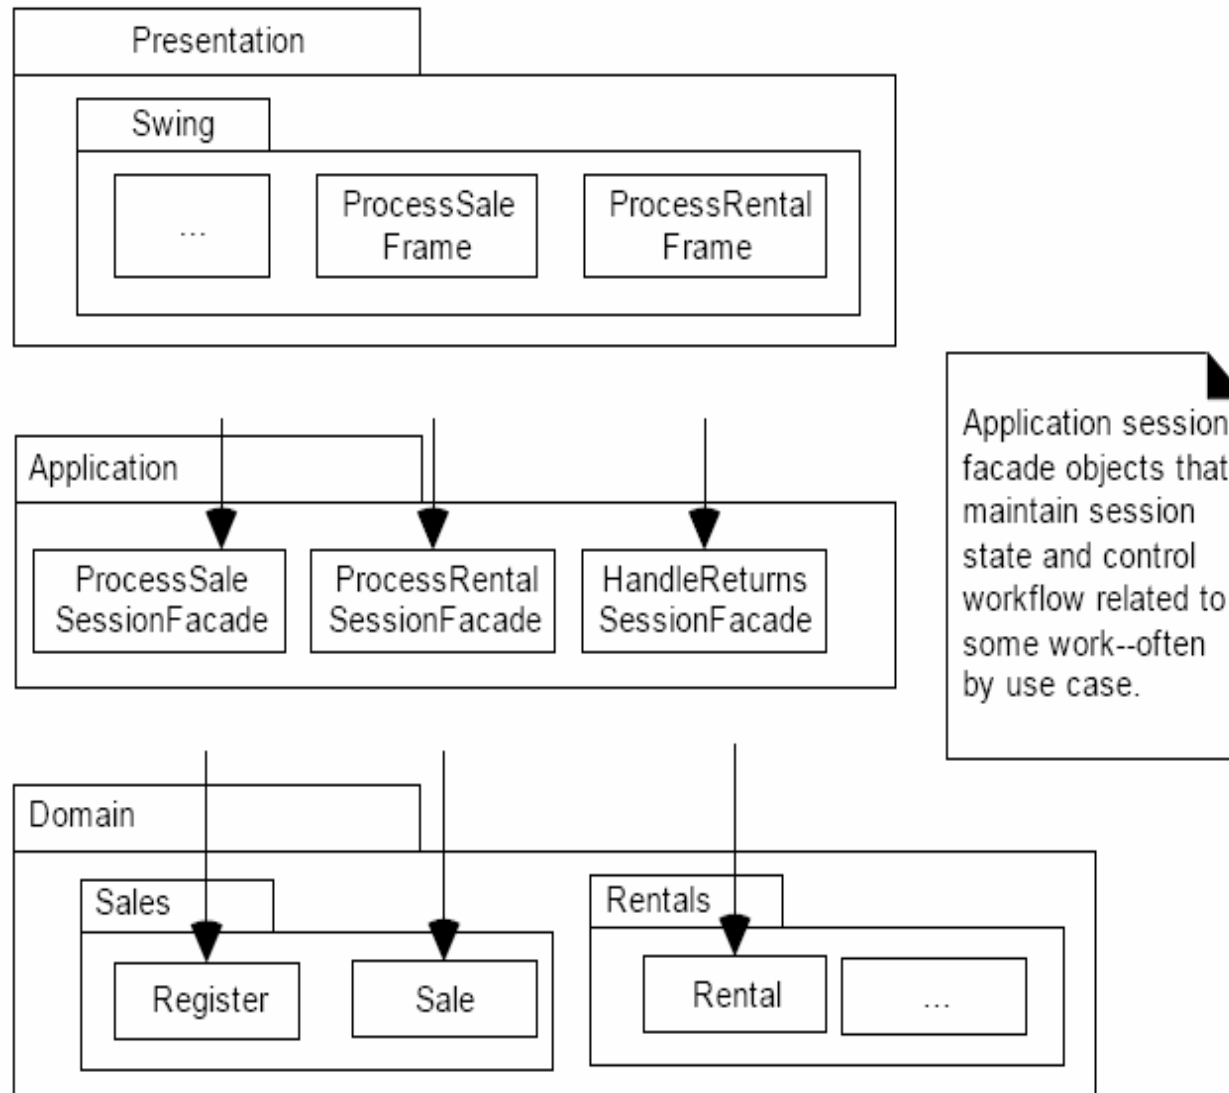 Presentation
Swing
...
ProcessSale
Frame
ProcessRental
Frame
Application session
facade objects that
maintain session
state and control
workflow related to
some work--often
by use case.
Application
ProcessSale
SessionFacade
ProcessRental
SessionFacade
HandleReturns
SessionFacade
Domain
Sales
Register
Sale
Rentals
Rental
...